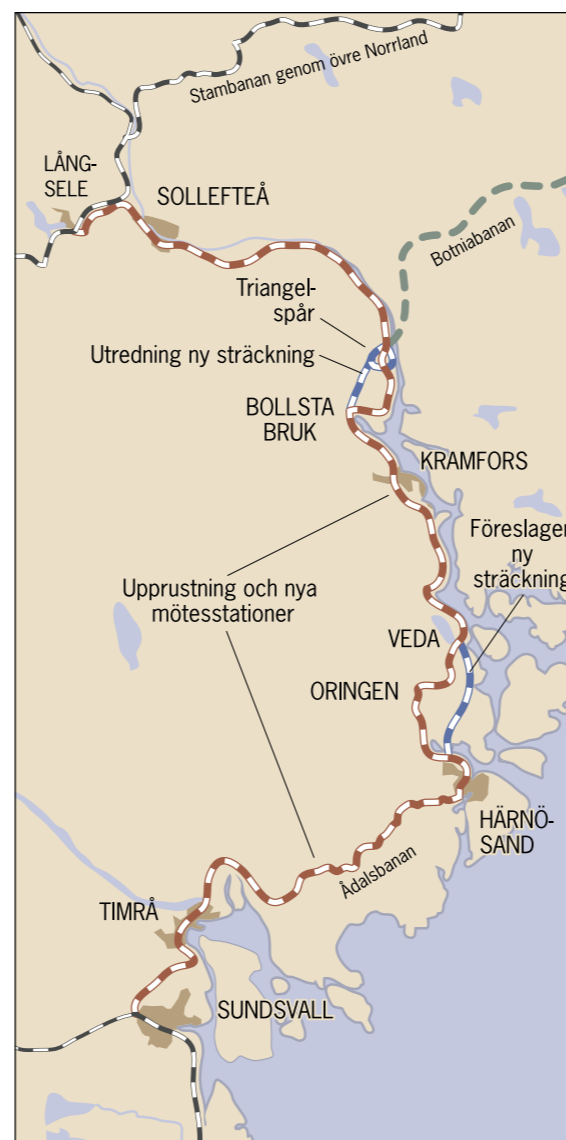 Stambanan genom övre Norrland
LÅNG-
SELE
SOLLEFTEÅ
Botniabanan
Triangel-
spår
Utredning ny sträckning
BOLLSTA
BRUK
KRAMFORS
Föreslagen
ny
sträckning
Upprustning och nya
mötesstationer
VEDA
ORINGEN
HÄRNÖ-
SAND
Ådalsbanan
TIMRÅ
SUNDSVALL